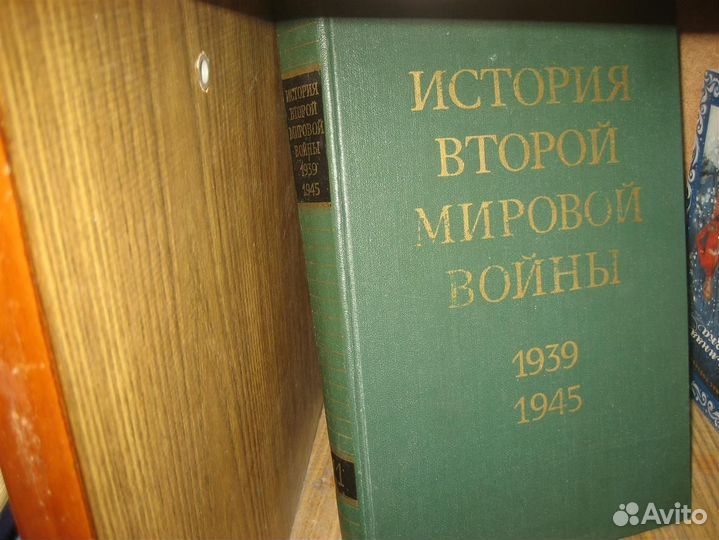 ИСТОРИЯ
ВТОРОЙ
МИРОВОЙ
ВОЙНЫ
1939
1945
1
ИСТОРИЯ
ВТОРОЙ
МИРОВОЙ
ВОЙНЫ
1939
1945
Avito